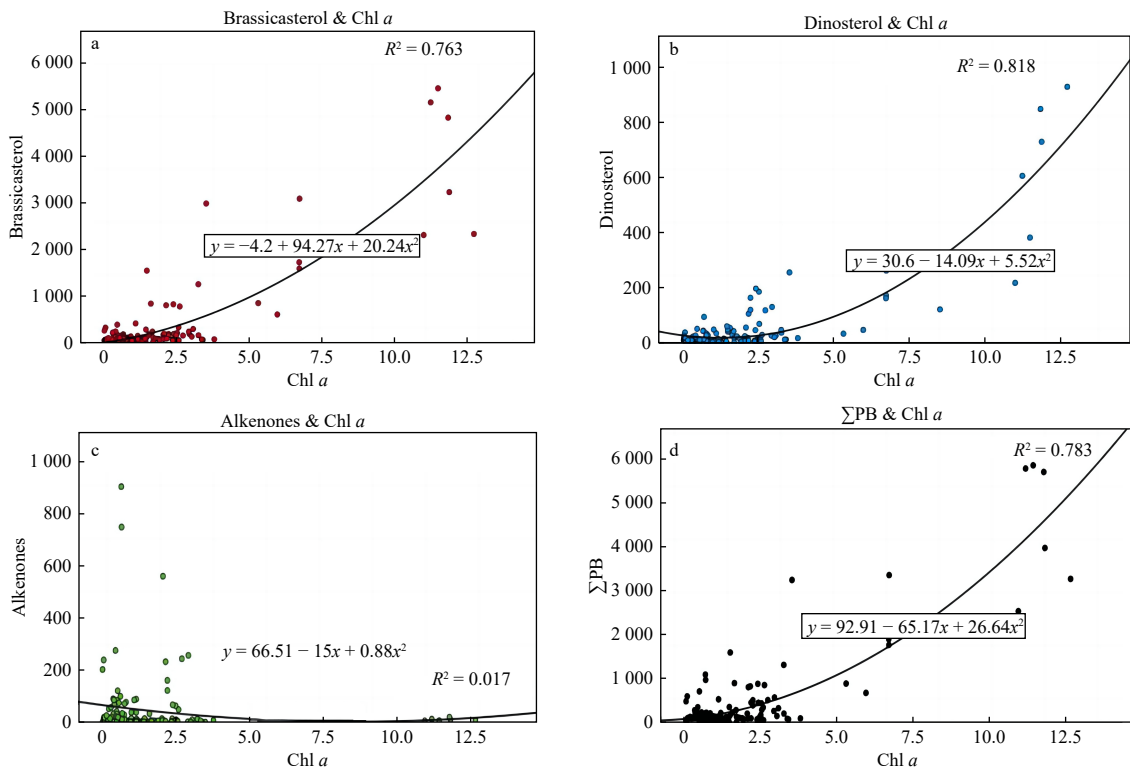 Brassicasterol & Chl a
a
R² = 0.763
6 000
5 000
4 000
3 000
2 000
1 000
0
Brassicasterol
y = −4.2 + 94.27x + 20.24x²
0 2.5 5.0 7.5 10.0 12.5
Chl a
Dinosterol & Chl a
b
R² = 0.818
1 000
800
600
400
200
0
Dinosterol
y = 30.6 − 14.09x + 5.52x²
0 2.5 5.0 7.5 10.0 12.5
Chl a
Alkenones & Chl a
c
1 000
800
600
400
200
0
Alkenones
y = 66.51 − 15x + 0.88x²
R² = 0.017
0 2.5 5.0 7.5 10.0 12.5
Chl a
∑PB & Chl a
d
R² = 0.783
6 000
5 000
4 000
3 000
2 000
1 000
0
∑PB
y = 92.91 − 65.17x + 26.64x²
0 2.5 5.0 7.5 10.0 12.5
Chl a